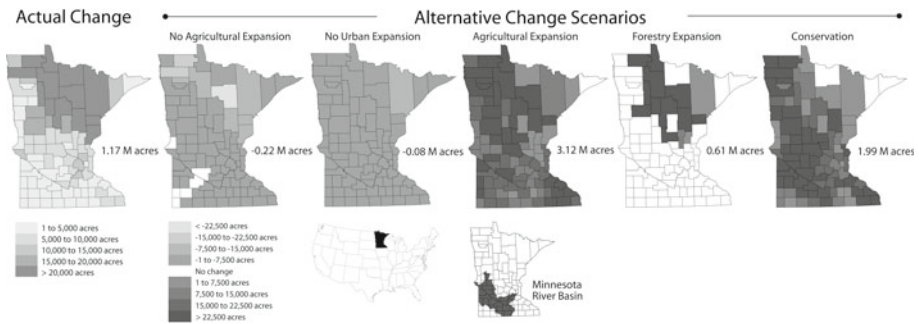 Actual Change
Alternative Change Scenarios
No Agricultural Expansion
No Urban Expansion
Agricultural Expansion
Forestry Expansion
Conservation
1.17 M acres
-0.22 M acres
-0.08 M acres
3.12 M acres
0.61 M acres
1.99 M acres
1 to 5,000 acres
5,000 to 10,000 acres
10,000 to 15,000 acres
15,000 to 20,000 acres
> 20,000 acres
< -22,500 acres
-15,000 to -22,500 acres
-7,500 to -15,000 acres
-1 to -7,500 acres
No change
1 to 7,500 acres
7,500 to 15,000 acres
15,000 to 22,500 acres
> 22,500 acres
Minnesota
River Basin